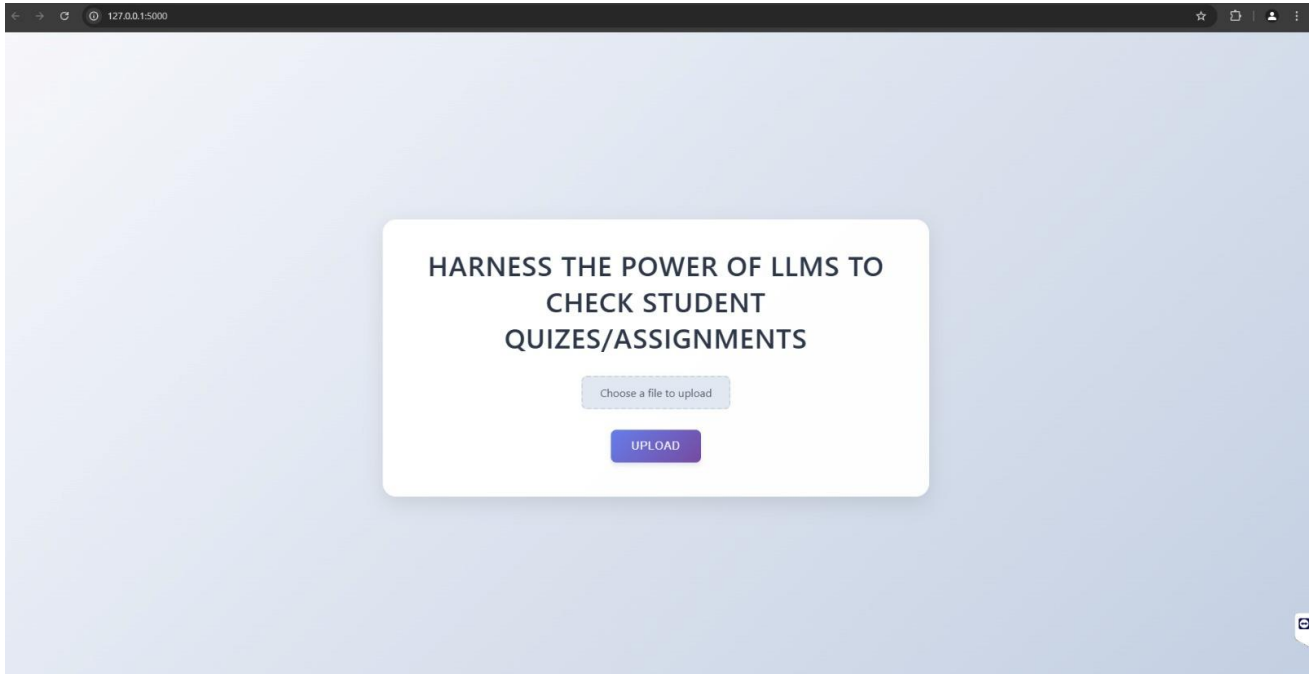 127.0.0.1:5000
HARNESS THE POWER OF LLMS TO
CHECK STUDENT
QUIZES/ASSIGNMENTS
Choose a file to upload
UPLOAD